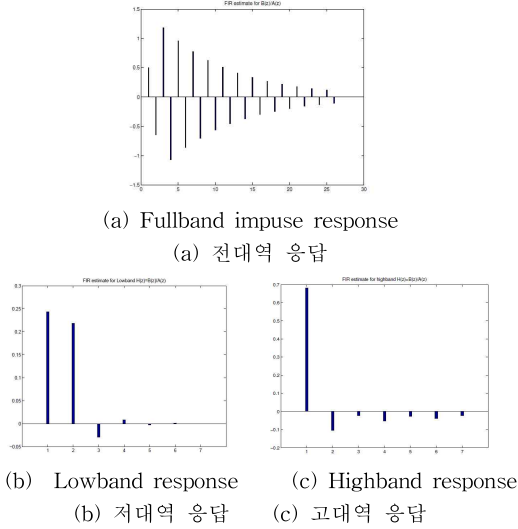 FIR estimate for B(z)/A(z)
1.5
1
0.5
0
-0.5
-1
-1.5
0 5 10 15 20 25 30
(a) Fullband impuse response
(a) 전대역 응답
FIR estimate for Lowband H(z)*B(z)/A(z)
0.3
0.25
0.2
0.15
0.1
0.05
0
-0.05
1 2 3 4 5 6 7
FIR estimate for highband H(z)*B(z)/A(z)
0.7
0.6
0.5
0.4
0.3
0.2
0.1
0
-0.1
-0.2
1 2 3 4 5 6 7
(b) Lowband response (c) Highband response
(b) 저대역 응답 (c) 고대역 응답